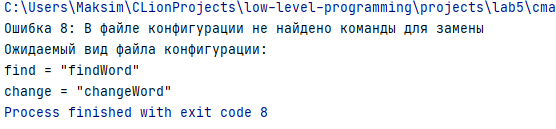 C:\Users\Maksim\CLionProjects\low-level-programming\projects\lab5\cma
Ошибка 8: В файле конфигурации не найдено команды для замены
Ожидаемый вид файла конфигурации:
find = "findWord"
change = "changeWord"
Process finished with exit code 8